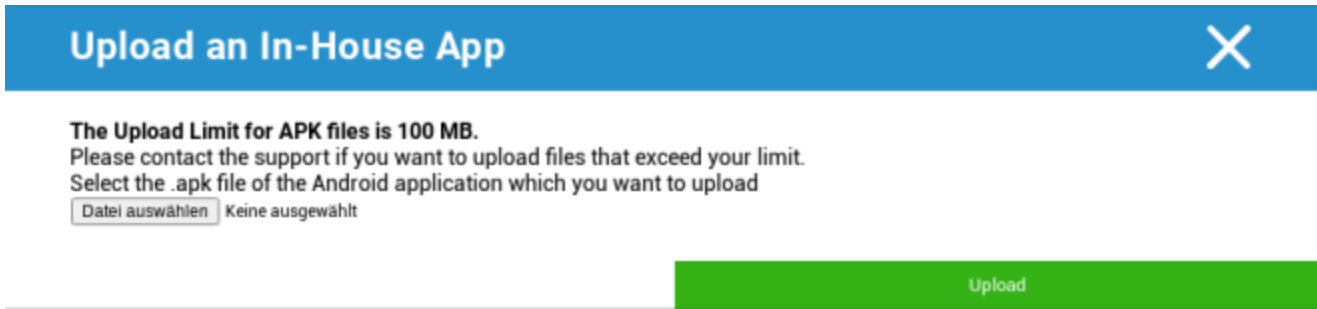 Upload an In-House App
The Upload Limit for APK files is 100 MB.
Please contact the support if you want to upload files that exceed your limit.
Select the .apk file of the Android application which you want to upload
Datei auswählen Keine ausgewählt
Upload